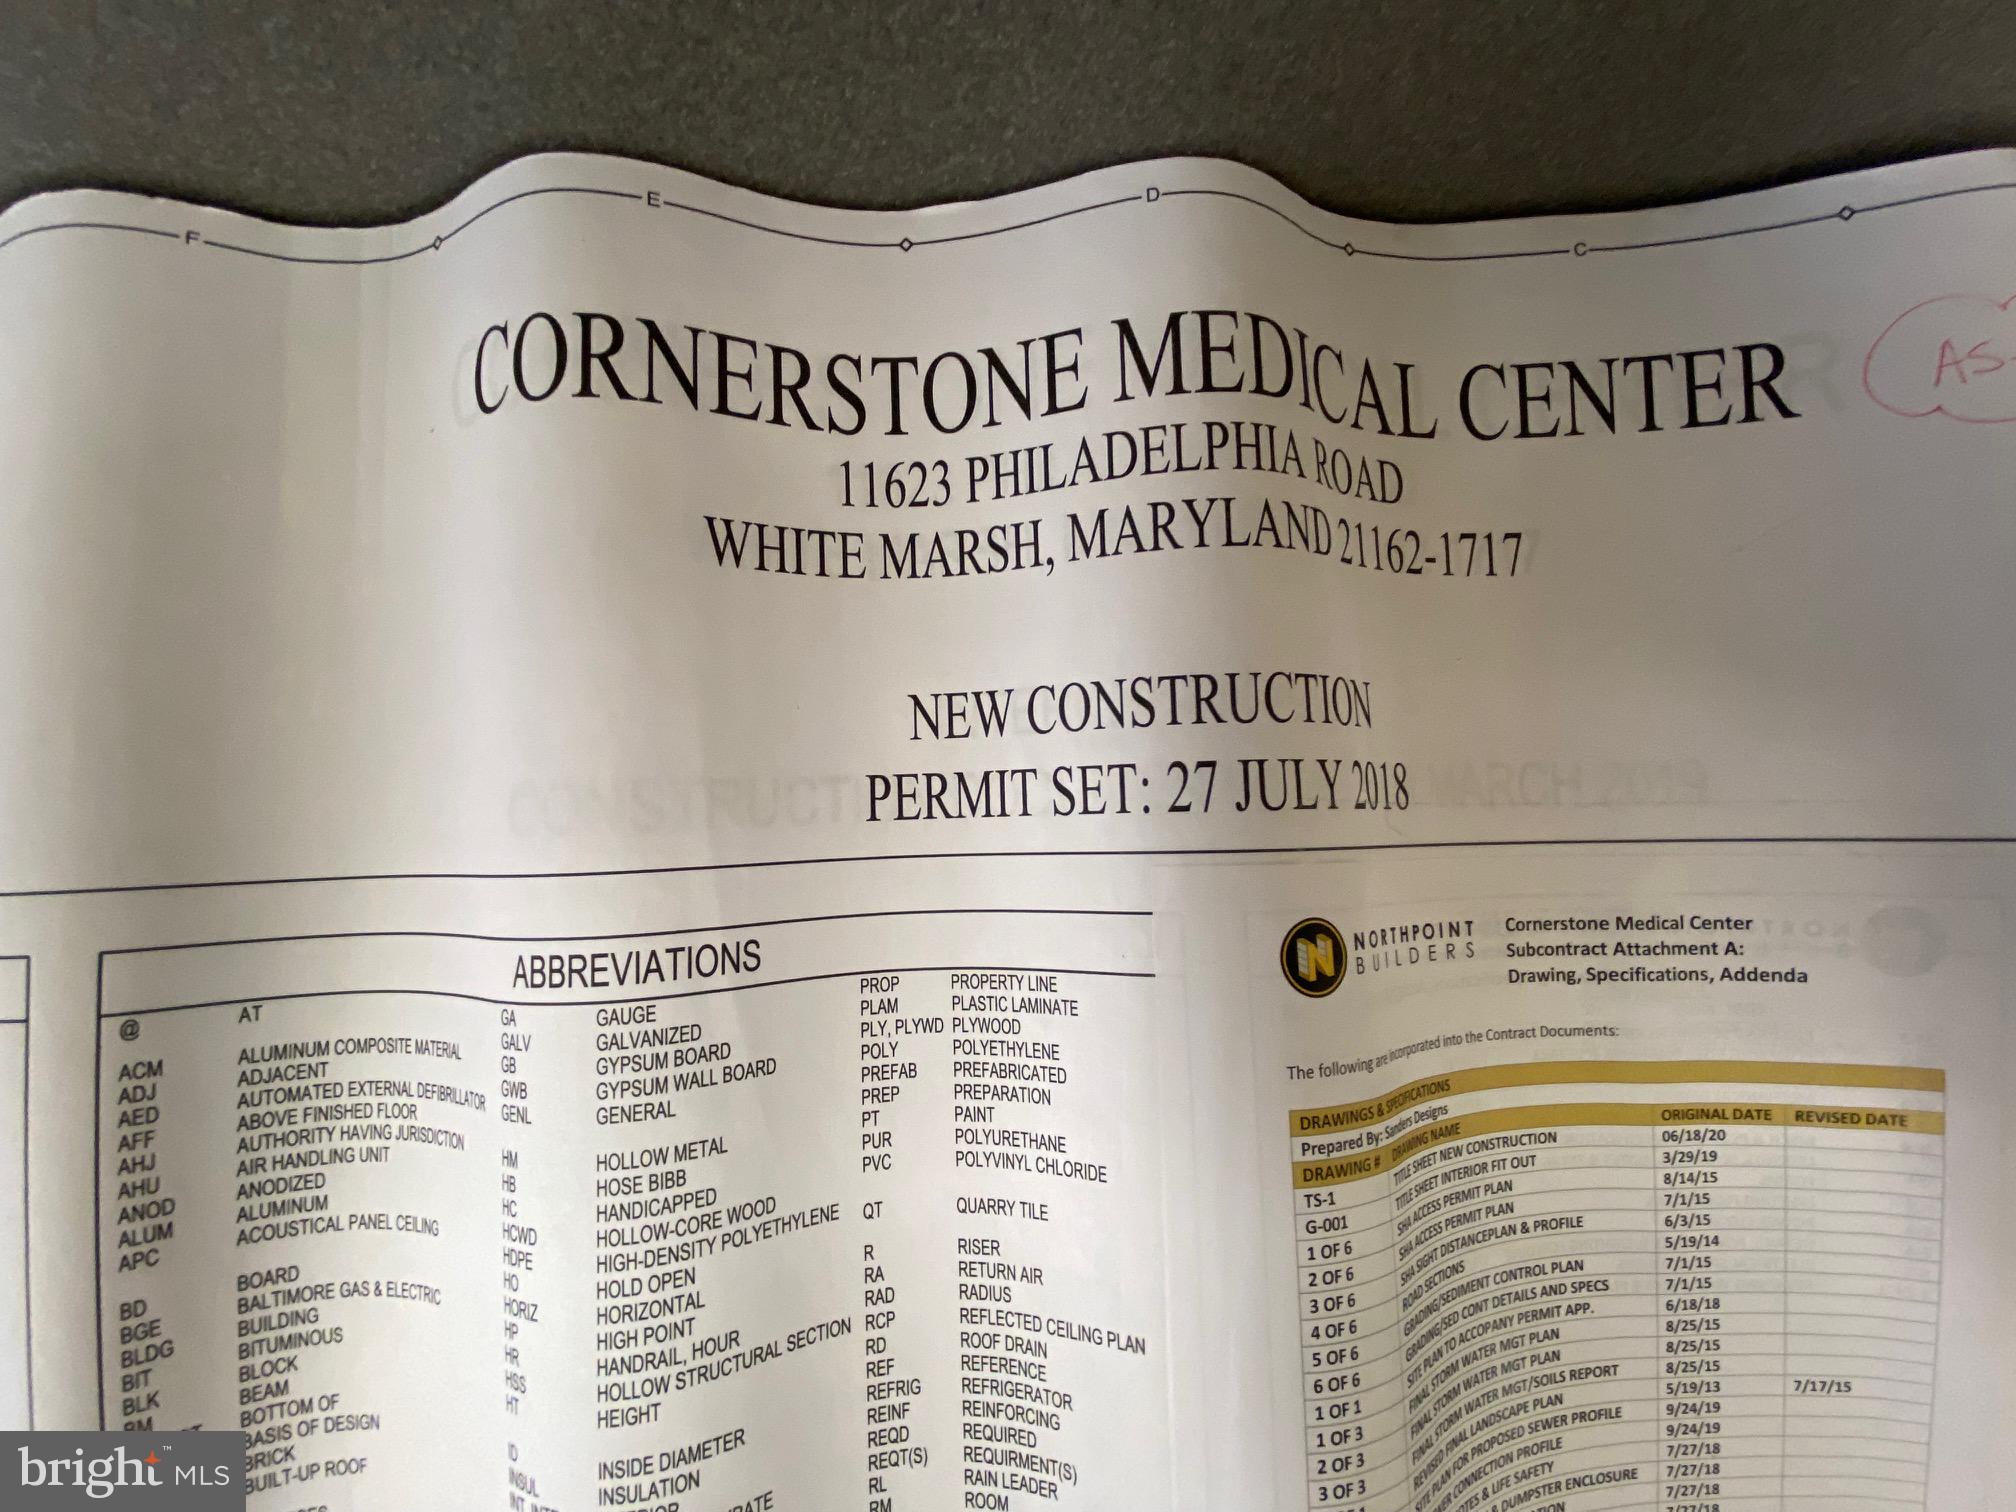 F E D C
CORNERSTONE MEDICAL CENTER
AS
11623 PHILADELPHIA ROAD
WHITE MARSH, MARYLAND 21162-1717
NEW CONSTRUCTION
PERMIT SET: 27 JULY 2018
ABBREVIATIONS
@ AT
ACM ALUMINUM COMPOSITE MATERIAL
ADJ ADJACENT
AED AUTOMATED EXTERNAL DEFIBRILLATOR
AFF ABOVE FINISHED FLOOR
AHJ AUTHORITY HAVING JURISDICTION
AHU AIR HANDLING UNIT
ANOD ANODIZED
ALUM ALUMINUM
APC ACOUSTICAL PANEL CEILING
BD BOARD
BGE BALTIMORE GAS & ELECTRIC
BLDG BUILDING
BIT BITUMINOUS
BLK BLOCK
BM BEAM
BOTTOM OF
BASIS OF DESIGN
BRICK
BUILT-UP ROOF
GA GAUGE
GALV GALVANIZED
GB GYPSUM BOARD
GWB GYPSUM WALL BOARD
GENL GENERAL
HM HOLLOW METAL
HB HOSE BIBB
HC HANDICAPPED
HCWD HOLLOW-CORE WOOD
HDPE HIGH-DENSITY POLYETHYLENE
HO HOLD OPEN
HORIZ HORIZONTAL
HP HIGH POINT
HR HANDRAIL, HOUR
HSS HOLLOW STRUCTURAL SECTION
HT HEIGHT
ID INSIDE DIAMETER
INSUL INSULATION
PROP PROPERTY LINE
PLAM PLASTIC LAMINATE
PLY, PLYWD PLYWOOD
POLY POLYETHYLENE
PREFAB PREFABRICATED
PREP PREPARATION
PT PAINT
PUR POLYURETHANE
PVC POLYVINYL CHLORIDE
QT QUARRY TILE
R RISER
RA RETURN AIR
RAD RADIUS
RCP REFLECTED CEILING PLAN
RD ROOF DRAIN
REF REFERENCE
REFRIG REFRIGERATOR
REINF REINFORCING
REQD REQUIRED
REQT(S) REQUIRMENT(S)
RL RAIN LEADER
RM ROOM
NORTHPOINT
BUILDERS
Cornerstone Medical Center
Subcontract Attachment A:
Drawing, Specifications, Addenda
The following are incorporated into the Contract Documents:
DRAWINGS & SPECIFICATIONS
Prepared By: Sanders Designs
DRAWING # DRAWING NAME ORIGINAL DATE REVISED DATE
TS-1 TITLE SHEET NEW CONSTRUCTION 06/18/20
G-001 TITLE SHEET INTERIOR FIT OUT 3/29/19
1 OF 6 SHA ACCESS PERMIT PLAN 8/14/15
2 OF 6 SHA ACCESS PERMIT PLAN 7/1/15
3 OF 6 SHA SIGHT DISTANCEPLAN & PROFILE 6/3/15
4 OF 6 ROAD SECTIONS 5/19/14
5 OF 6 GRADING/SEDIMENT CONTROL PLAN 7/1/15
6 OF 6 GRADING/SED CONT DETAILS AND SPECS 7/1/15
1 OF 1 SITE PLAN TO ACCOPANY PERMIT APP. 6/18/18
1 OF 3 FINAL STORM WATER MGT PLAN 8/25/15
2 OF 3 FINAL STORM WATER MGT PLAN 8/25/15
3 OF 3 FINAL STORM WATER MGT/SOILS REPORT 8/25/15
REVISED FINAL LANDSCAPE PLAN 5/19/13 7/17/15
SITE PLAN FOR PROPOSED SEWER PROFILE 9/24/19
CONNECTION PROFILE 9/24/19
& LIFE SAFETY 7/27/18
& DUMPSTER ENCLOSURE 7/27/18
7/27/18
7/27/18
bright MLS